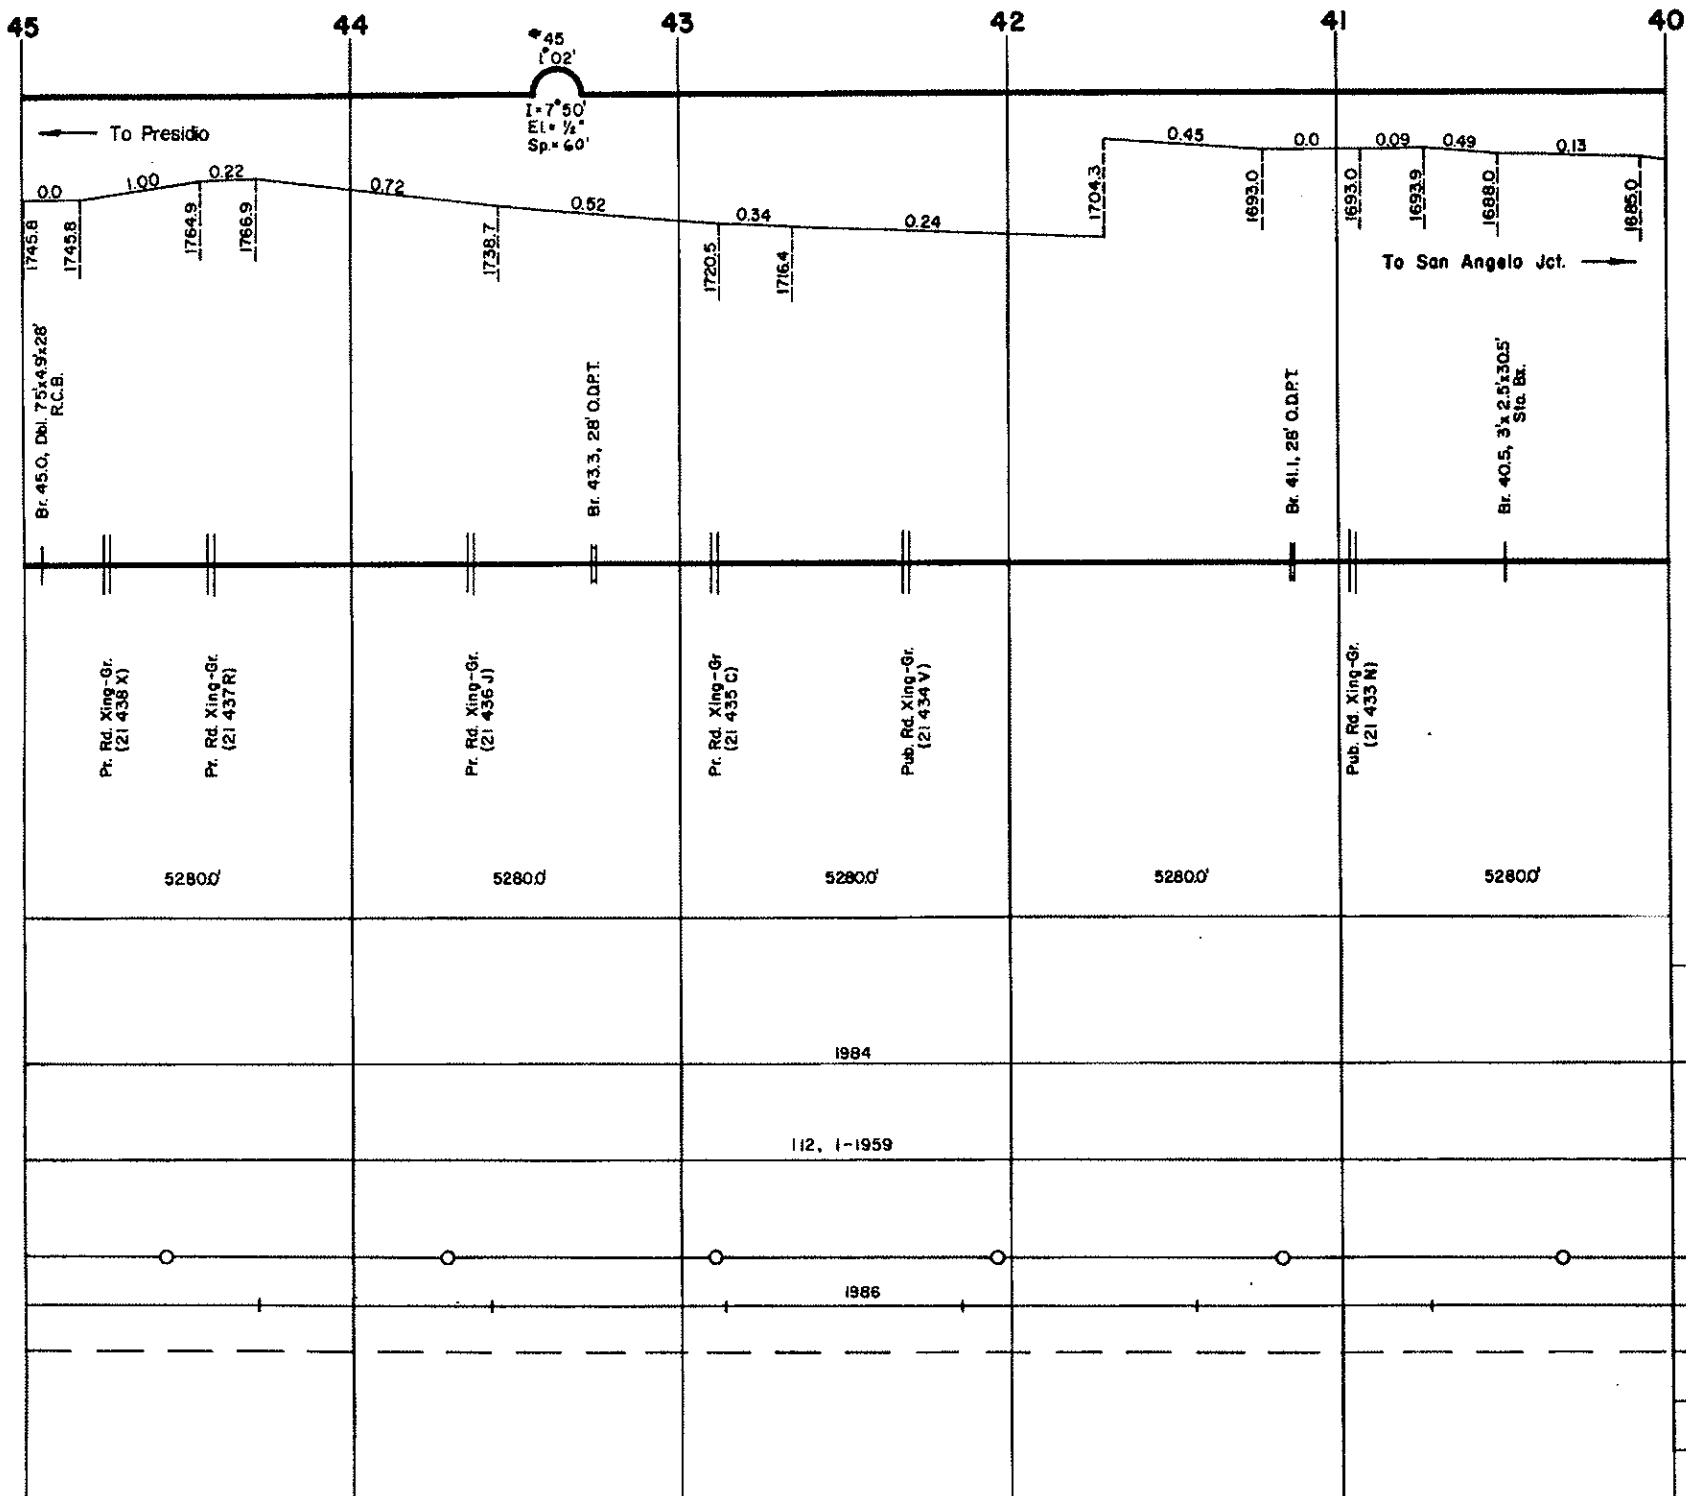 45
44
43
42
41
40
#45
1°02'
I=7°50'
El.= ½"
Sp.= 60'
To Presidio
0.0
1.00
0.22
0.72
0.52
0.34
0.24
0.45
0.0
0.09
0.49
0.13
1745.8
1745.8
1764.9
1766.9
1738.7
1720.5
1716.4
1704.3
1693.0
1693.0
1693.9
1688.0
1685.0
To San Angelo Jct.
Br. 45.0, Dbl. 7.5'x4.9'x28'
R.C.B.
Br. 43.3, 28' O.D.P.T.
Br. 41.1, 28' O.D.P.T.
Br. 40.5, 3'x 2.5'x30.5'
Sto. Bx.
Pr. Rd. Xing-Gr.
(21 438 X)
Pr. Rd. Xing-Gr.
(21 437 R)
Pr. Rd. Xing-Gr.
(21 436 J)
Pr. Rd. Xing-Gr
(21 435 C)
Pub. Rd. Xing-Gr.
(21 434 V)
Pub. Rd. Xing-Gr.
(21 433 N)
5280.0'
5280.0'
5280.0'
5280.0'
5280.0'
1984
112, 1-1959
1986